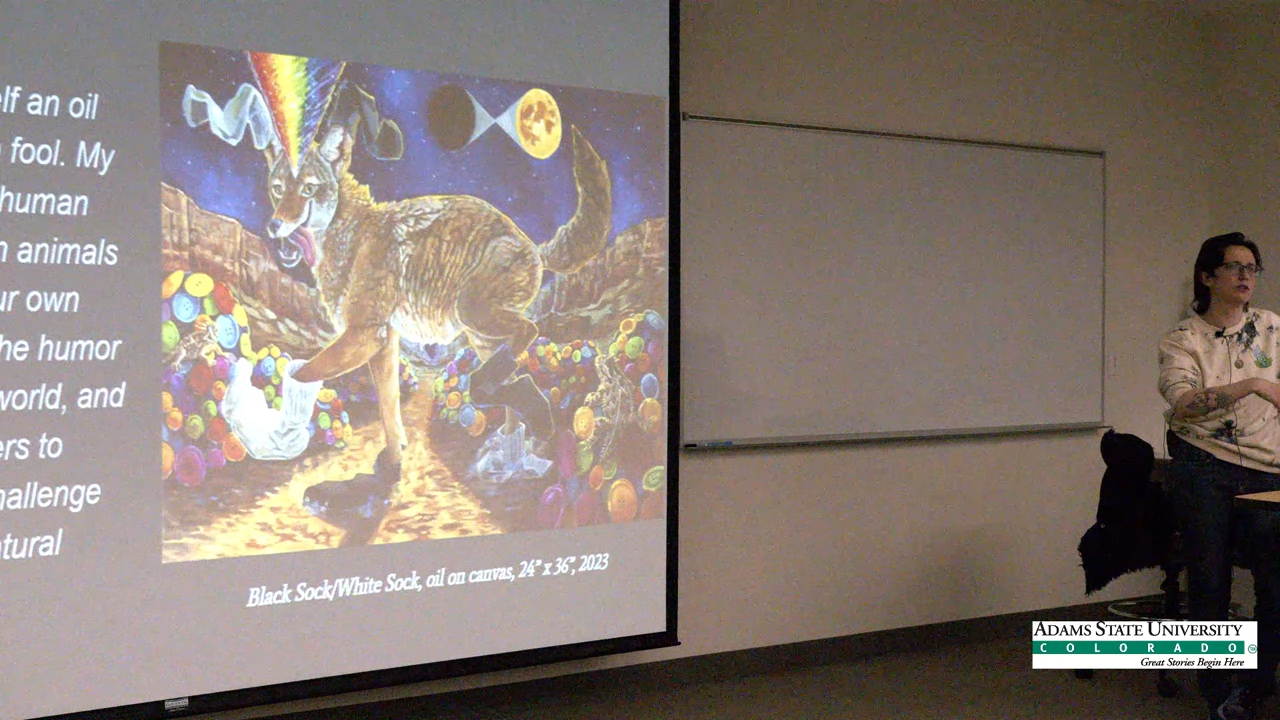 elf an oil
fool. My
human
animals
ur own
he humor
world, and
ers to
hallenge
atural
Black Sock/White Sock, oil on canvas, 24" x 36", 2023
ADAMS STATE UNIVERSITY
COLORADO
Great Stories Begin Here